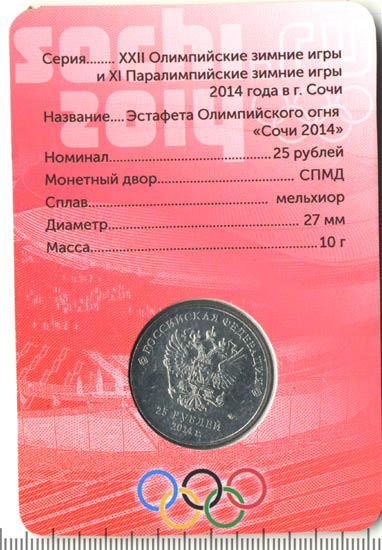 sochi.ru
2014
Серия........ XXII Олимпийские зимние игры
и XI Паралимпийские зимние игры
2014 года в г. Сочи
Название....Эстафета Олимпийского огня
«Сочи 2014»
Номинал................................25 рублей
Монетный двор...........................СПМД
Сплав......................................мельхиор
Диаметр.....................................27 мм
Масса............................................10 г
РОССИЙСКАЯ ФЕДЕРАЦИЯ
25 РУБЛЕЙ
2014 г.